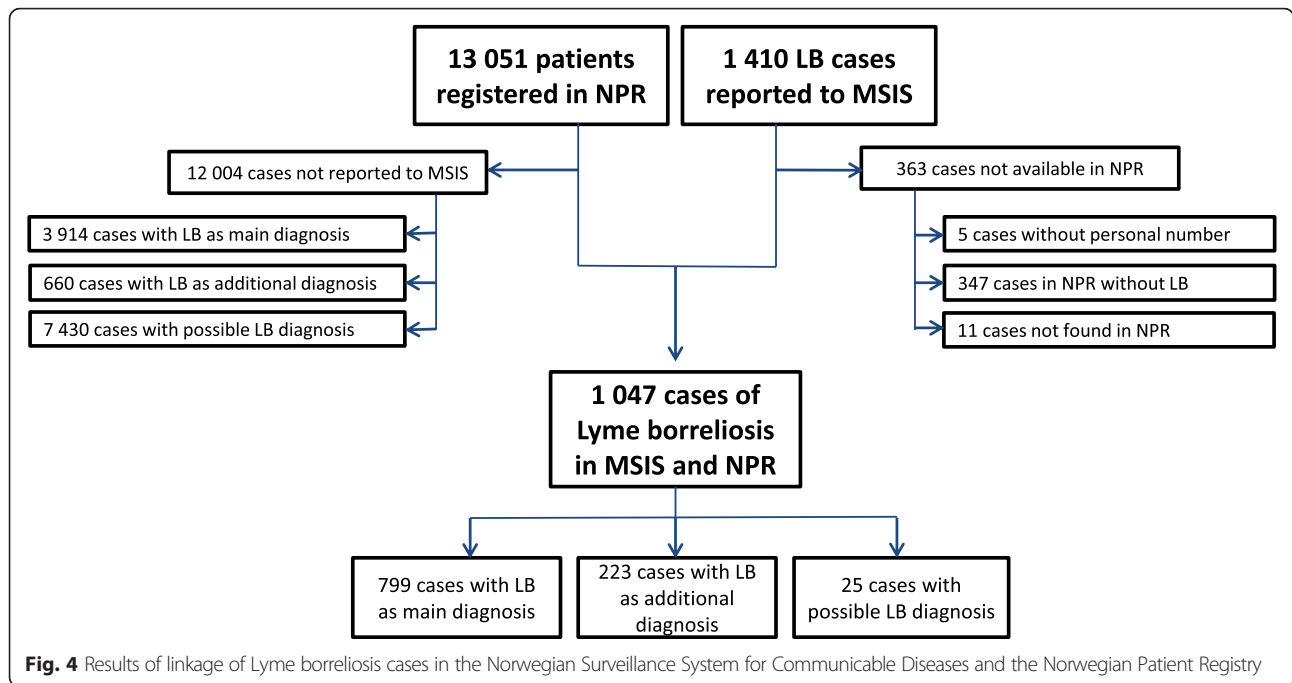 13 051 patients
registered in NPR
1 410 LB cases
reported to MSIS
12 004 cases not reported to MSIS
363 cases not available in NPR
3 914 cases with LB as main diagnosis
660 cases with LB as additional diagnosis
7 430 cases with possible LB diagnosis
5 cases without personal number
347 cases in NPR without LB
11 cases not found in NPR
1 047 cases of
Lyme borreliosis
in MSIS and NPR
799 cases with LB
as main diagnosis
223 cases with LB
as additional
diagnosis
25 cases with
possible LB diagnosis
Fig. 4 Results of linkage of Lyme borreliosis cases in the Norwegian Surveillance System for Communicable Diseases and the Norwegian Patient Registry